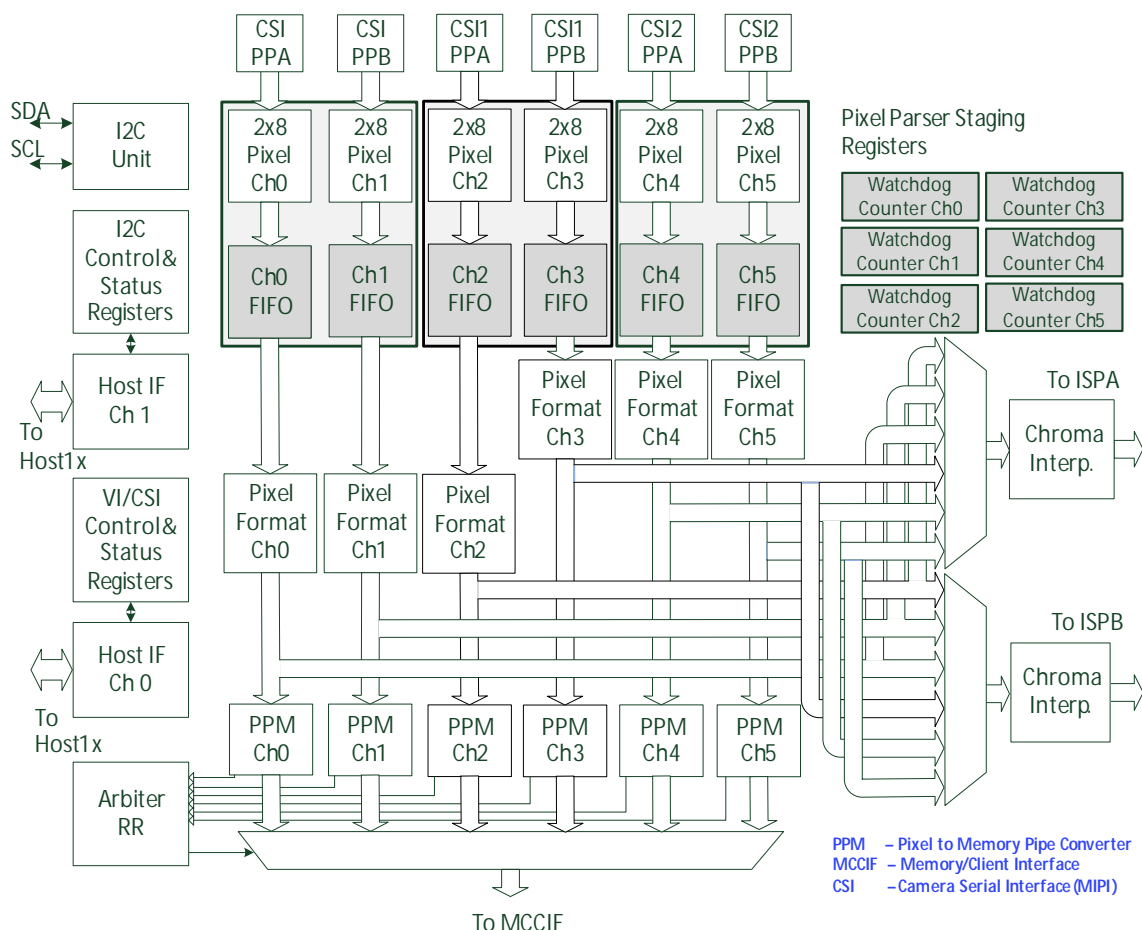 CSI
PPA
CSI
PPB
CSI1
PPA
CSI1
PPB
CSI2
PPA
CSI2
PPB
SDA
SCL
I2C
Unit
2x8
Pixel
Ch0
2x8
Pixel
Ch1
2x8
Pixel
Ch2
2x8
Pixel
Ch3
2x8
Pixel
Ch4
2x8
Pixel
Ch5
Pixel Parser Staging
Registers
Watchdog
Counter Ch0
Watchdog
Counter Ch3
Watchdog
Counter Ch1
Watchdog
Counter Ch4
Watchdog
Counter Ch2
Watchdog
Counter Ch5
I2C
Control &
Status
Registers
Ch0
FIFO
Ch1
FIFO
Ch2
FIFO
Ch3
FIFO
Ch4
FIFO
Ch5
FIFO
Host IF
Ch 1
To
Host1x
Pixel
Format
Ch3
Pixel
Format
Ch4
Pixel
Format
Ch5
To ISPA
Chroma
Interp.
VI/CSI
Control &
Status
Registers
Pixel
Format
Ch0
Pixel
Format
Ch1
Pixel
Format
Ch2
Host IF
Ch 0
To
Host1x
To ISPB
Chroma
Interp.
PPM
Ch0
PPM
Ch1
PPM
Ch2
PPM
Ch3
PPM
Ch4
PPM
Ch5
Arbiter
RR
To MCCIF
PPM – Pixel to Memory Pipe Converter
MCCIF – Memory/Client Interface
CSI – Camera Serial Interface (MIPI)